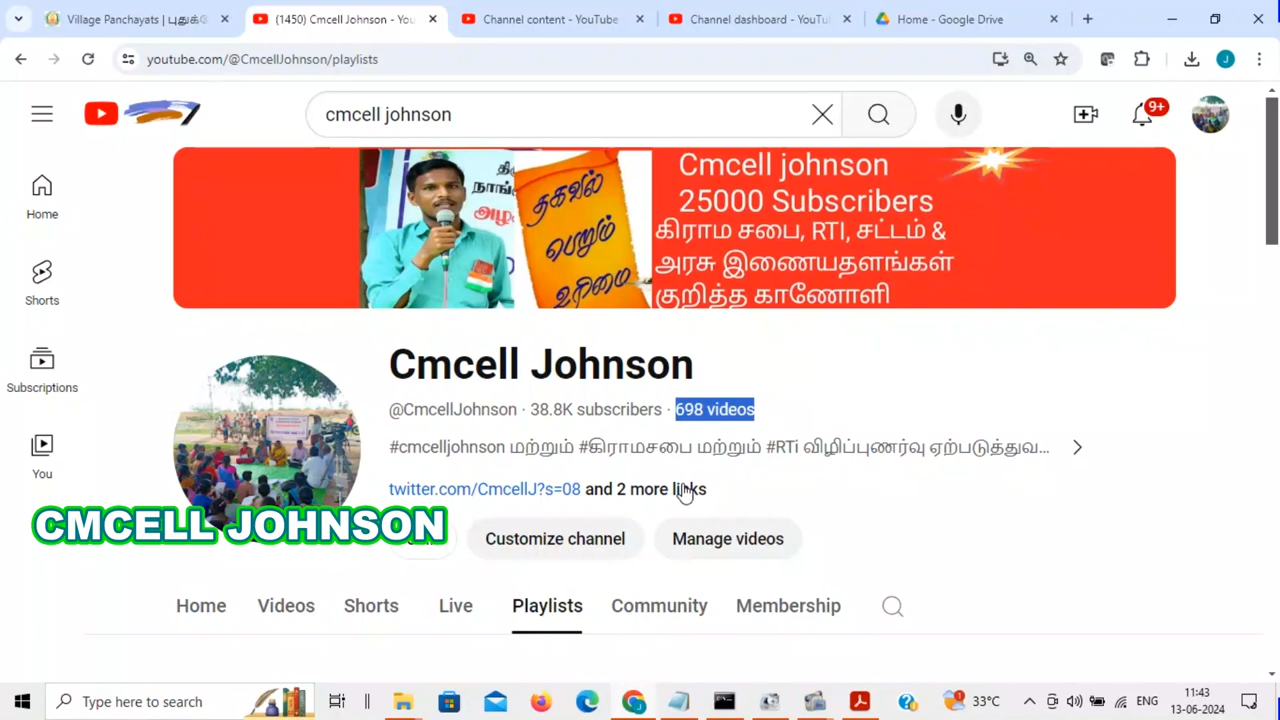 Village Panchayats | புதுக்
(1450) Cmcell Johnson - You
Channel content - YouTube
Channel dashboard - YouTu
Home - Google Drive
youtube.com/@CmcellJohnson/playlists
J
cmcell johnson
9+
Home
Shorts
Subscriptions
You
நாங்
தகவல்
பெறும்
உரிமை
Cmcell johnson
25000 Subscribers
கிராம சபை, RTI, சட்டம் &
அரசு இணையதளங்கள்
குறித்த காணோளி
Cmcell Johnson
@CmcellJohnson · 38.8K subscribers · 698 videos
#cmcelljohnson மற்றும் #கிராமசபை மற்றும் #RTi விழிப்புணர்வு ஏற்படுத்துவ...
twitter.com/CmcellJ?s=08 and 2 more links
CMCELL JOHNSON
Customize channel
Manage videos
Home
Videos
Shorts
Live
Playlists
Community
Membership
Type here to search
33°C
ENG
11:43
13-06-2024